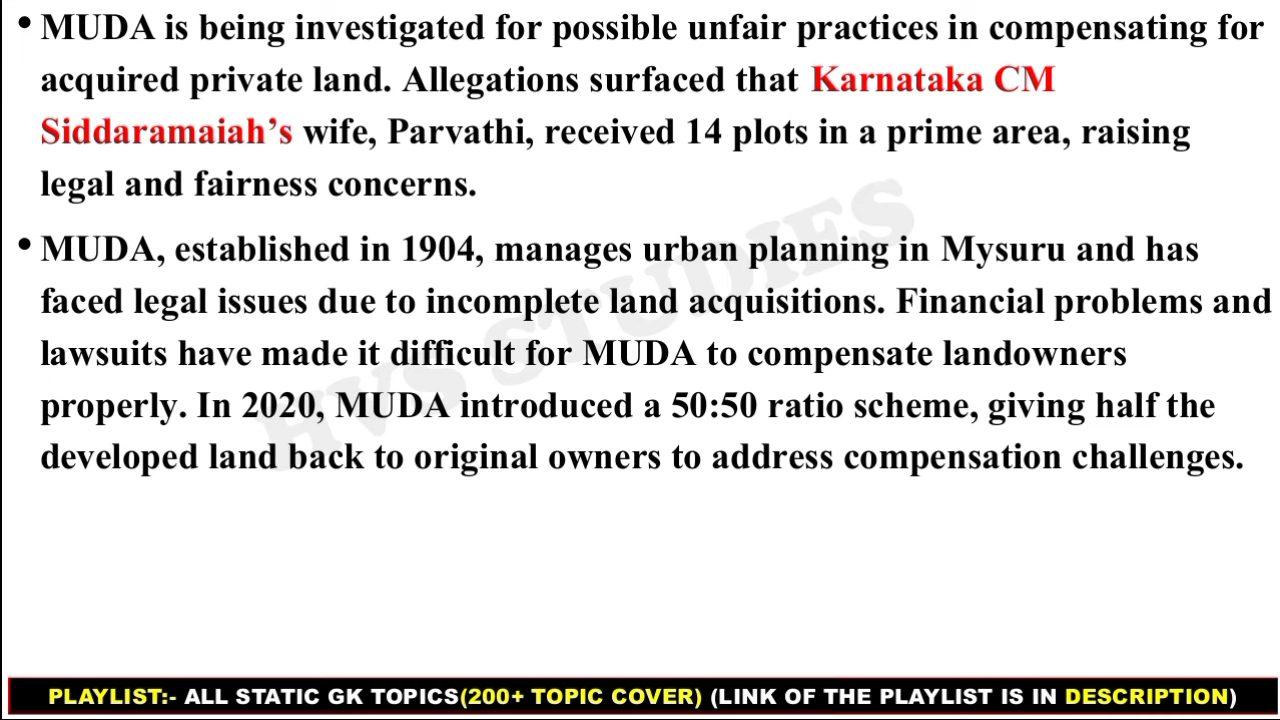 • MUDA is being investigated for possible unfair practices in compensating for
acquired private land. Allegations surfaced that Karnataka CM
Siddaramaiah’s wife, Parvathi, received 14 plots in a prime area, raising
legal and fairness concerns.
• MUDA, established in 1904, manages urban planning in Mysuru and has
faced legal issues due to incomplete land acquisitions. Financial problems and
lawsuits have made it difficult for MUDA to compensate landowners
properly. In 2020, MUDA introduced a 50:50 ratio scheme, giving half the
developed land back to original owners to address compensation challenges.
HVS STUDIES
PLAYLIST:- ALL STATIC GK TOPICS(200+ TOPIC COVER) (LINK OF THE PLAYLIST IS IN DESCRIPTION)